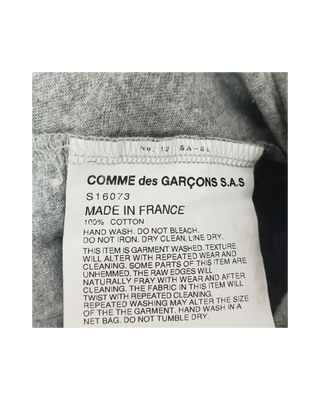 No. 12 SA-8
COMME des GARÇONS S.A.S
S16073
MADE IN FRANCE
100% COTTON
HAND WASH. DO NOT BLEACH.
DO NOT IRON. DRY CLEAN. LINE DRY.
THIS ITEM IS GARMENT WASHED. TEXTURE
WILL ALTER WITH REPEATED WEAR AND
CLEANING. SOME PARTS OF THIS ITEM ARE
UNHEMMED. THE RAW EDGES WILL
NATURALLY FRAY WITH WEAR AND AFTER
CLEANING. THE FABRIC IN THIS ITEM WILL
TWIST WITH REPEATED CLEANING.
REPEATED WASHING MAY ALTER THE SIZE
OF THE THE GARMENT. HAND WASH IN A
NET BAG. DO NOT TUMBLE DRY.